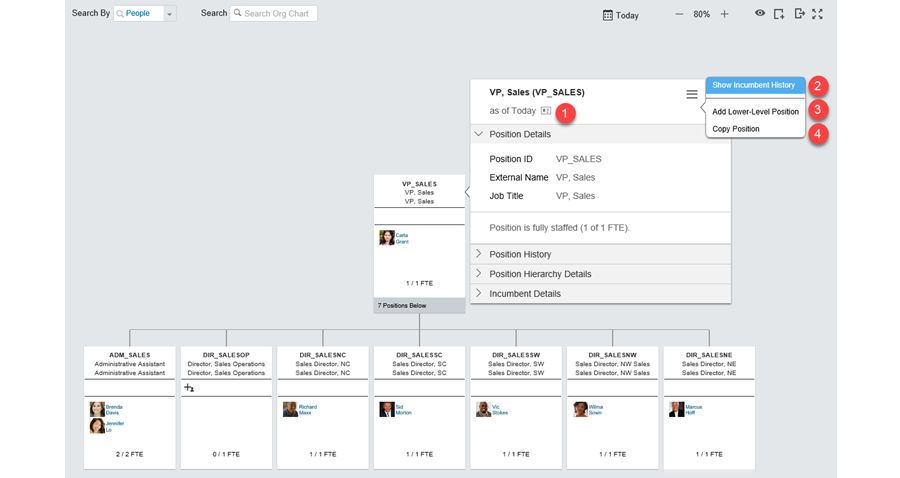 Search By People
Search Search Org Chart
Today
80%
VP, Sales (VP_SALES)
as of Today
1
Show Incumbent History
2
Add Lower-Level Position
3
Copy Position
4
Position Details
Position ID VP_SALES
External Name VP, Sales
Job Title VP, Sales
Position is fully staffed (1 of 1 FTE).
Position History
Position Hierarchy Details
Incumbent Details
VP_SALES
VP, Sales
VP, Sales
Carla
Grant
1 / 1 FTE
7 Positions Below
ADM_SALES
Administrative Assistant
Administrative Assistant
Brenda
Davis
Jennifer
Lo
2 / 2 FTE
DIR_SALESOP
Director, Sales Operations
Director, Sales Operations
0 / 1 FTE
DIR_SALESNC
Sales Director, NC
Sales Director, NC
Richard
Maxx
1 / 1 FTE
DIR_SALESSC
Sales Director, SC
Sales Director, SC
Sid
Morton
1 / 1 FTE
DIR_SALESSW
Sales Director, SW
Sales Director, SW
Vic
Stokes
1 / 1 FTE
DIR_SALESNW
Sales Director, NW Sales
Sales Director, NW Sales
Wilma
Sown
1 / 1 FTE
DIR_SALESNE
Sales Director, NE
Sales Director, NE
Marcus
Hoff
1 / 1 FTE